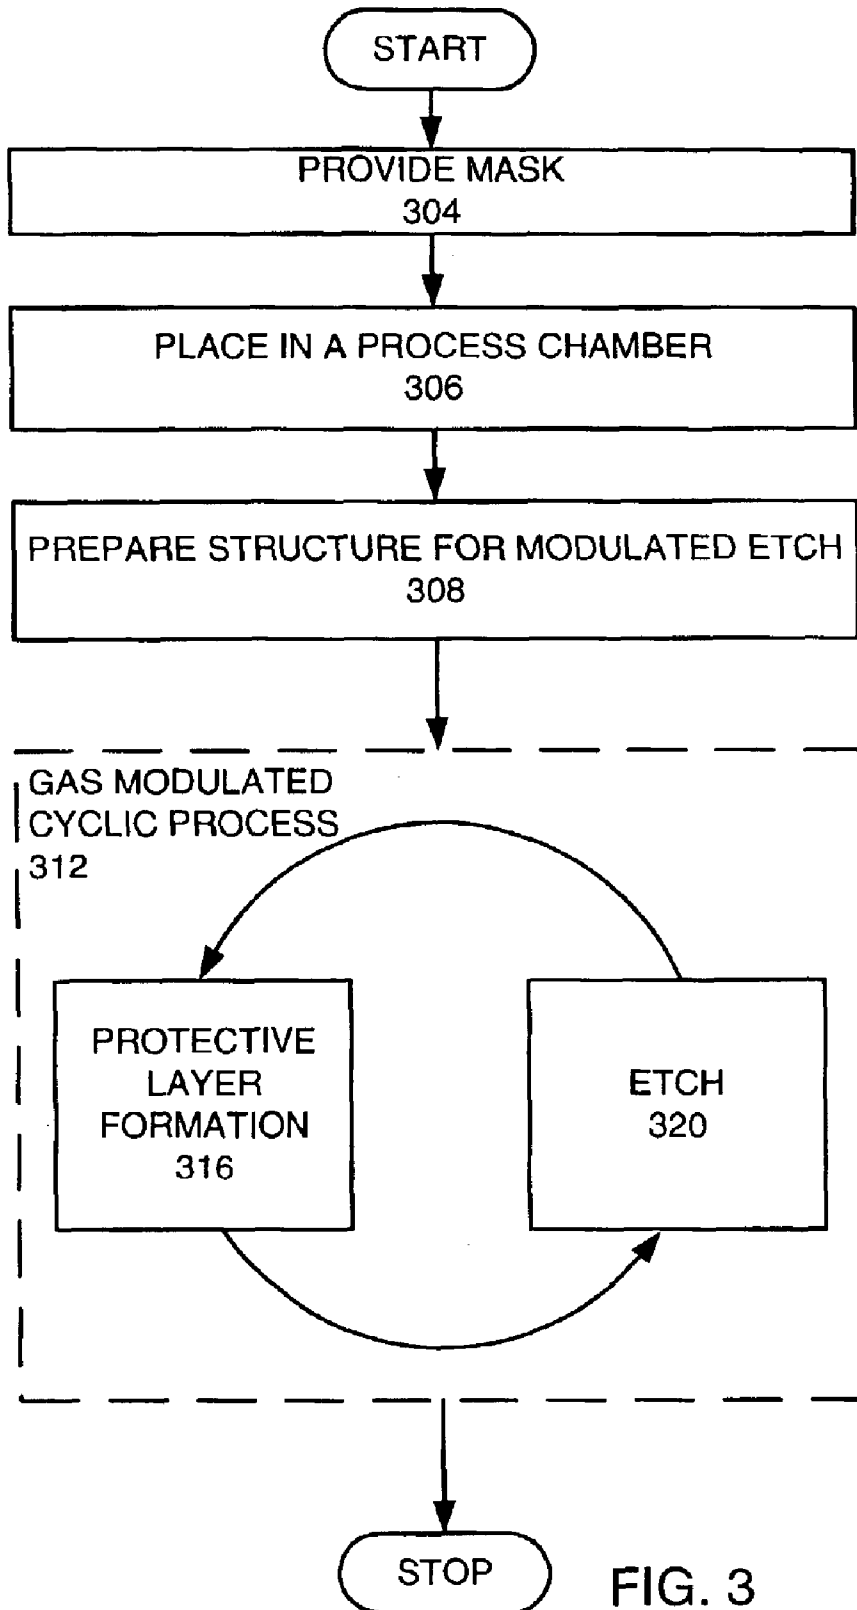 START
PROVIDE MASK
304
PLACE IN A PROCESS CHAMBER
306
PREPARE STRUCTURE FOR MODULATED ETCH
308
GAS MODULATED
CYCLIC PROCESS
312
PROTECTIVE
LAYER
FORMATION
316
ETCH
320
STOP
FIG. 3